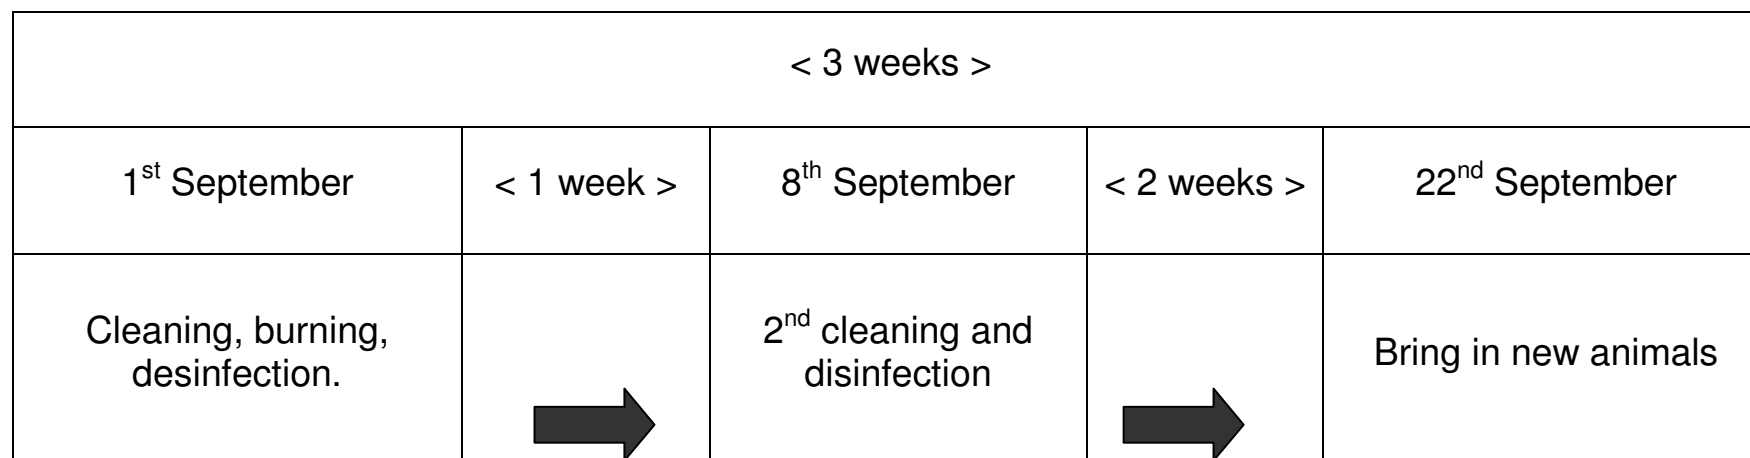 < 3 weeks >
1st September
< 1 week >
8th September
< 2 weeks >
22nd September
Cleaning, burning,
desinfection.
2nd cleaning and
disinfection
Bring in new animals